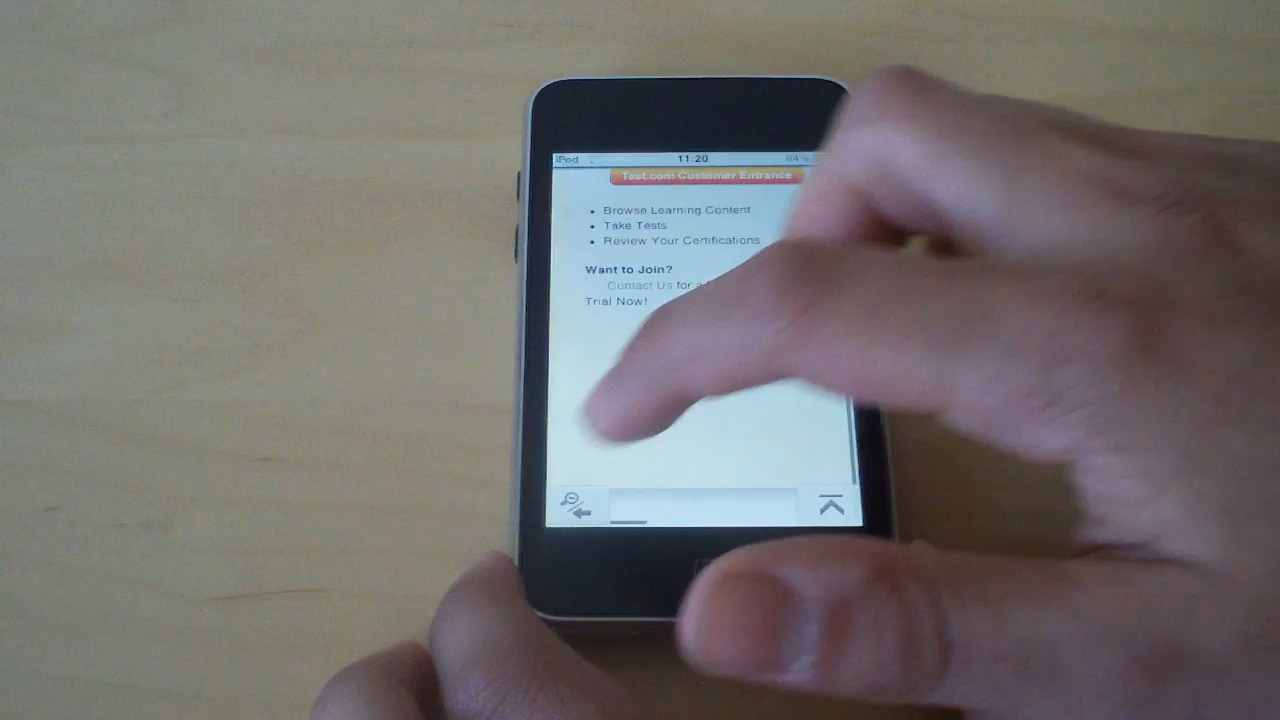 iPod 11.20 84%
Test.com Customer Entrance
• Browse Learning Content
• Take Tests
• Review Your Certifications
Want to Join?
Contact Us for a
Trial Now!